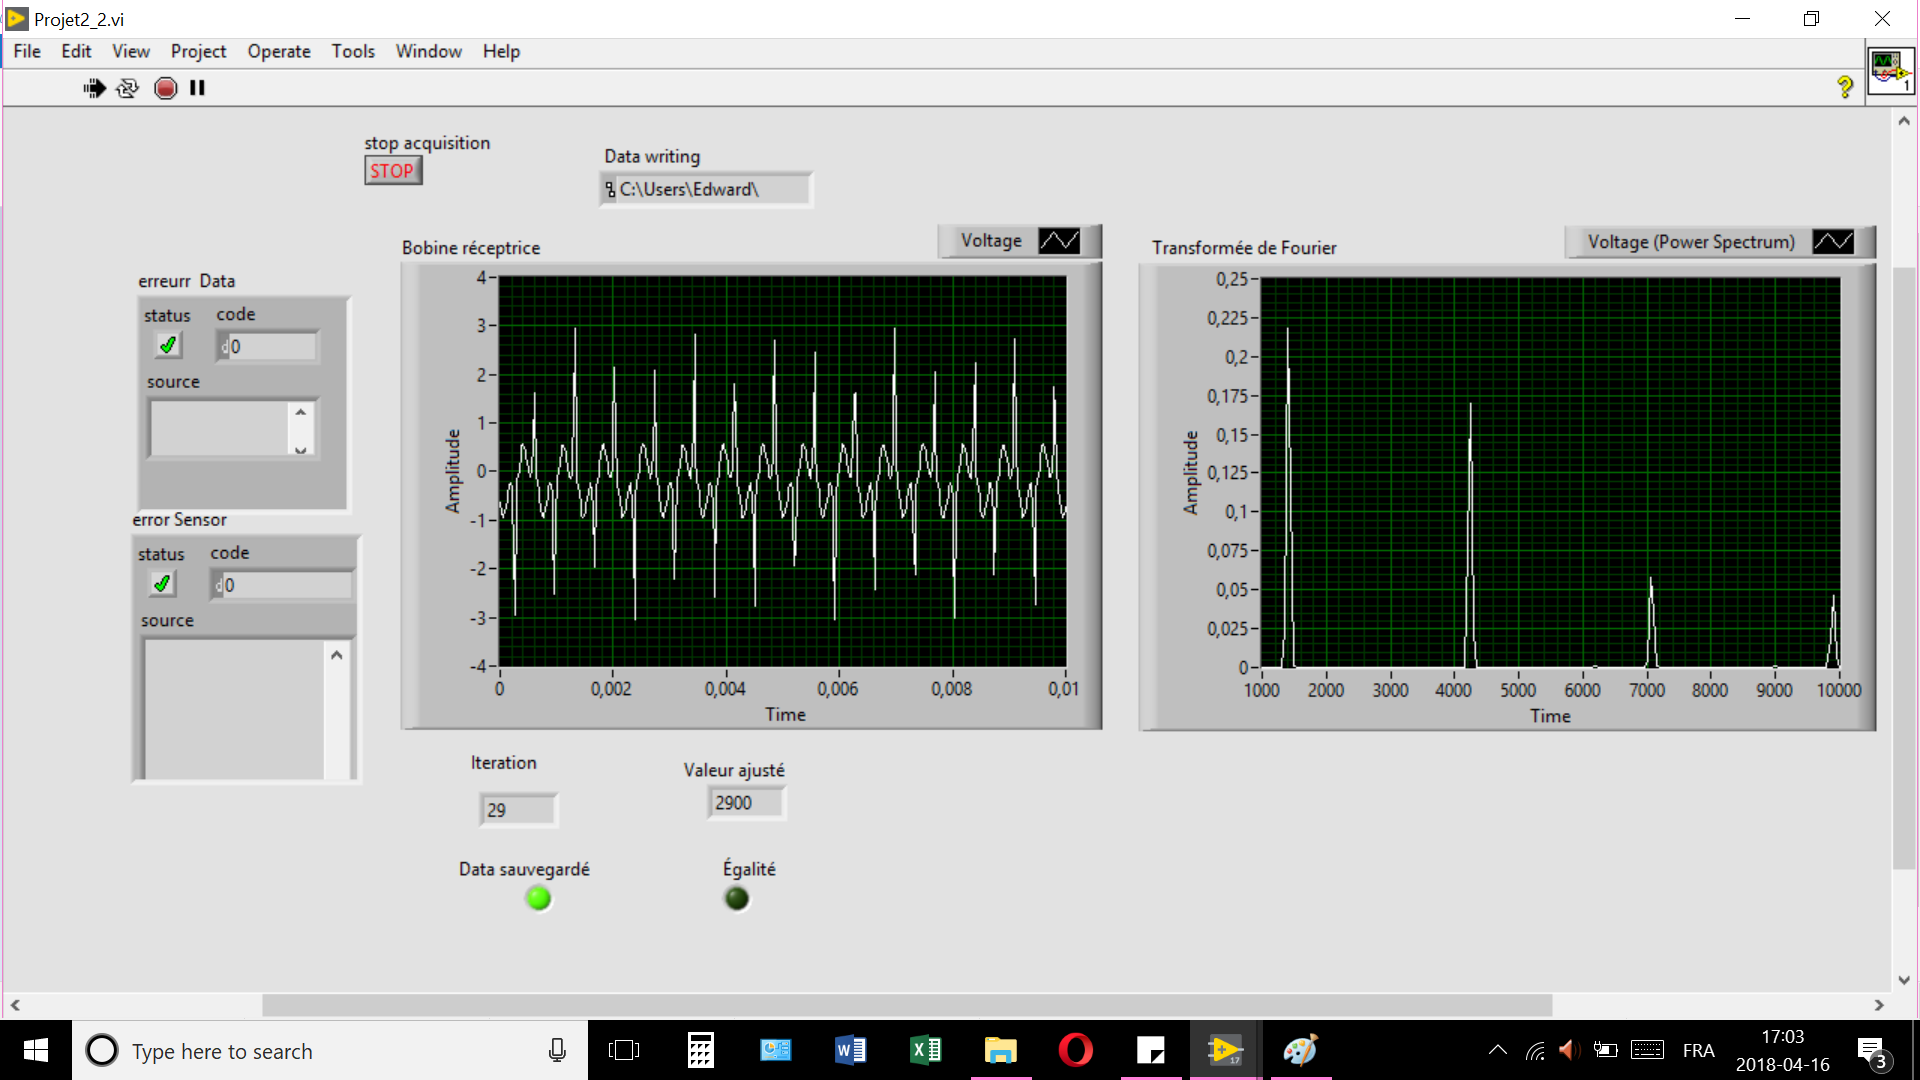 Projet2_2.vi
File Edit View Project Operate Tools Window Help
1
stop acquisition
STOP
Data writing
C:\Users\Edward\
erreurr Data
status code
d0
source
error Sensor
status code
d0
source
Bobine réceptrice
Voltage
Amplitude
4
3
2
1
0
-1
-2
-3
-4
0 0,002 0,004 0,006 0,008 0,01
Time
Transformée de Fourier
Voltage (Power Spectrum)
Amplitude
0,25
0,225
0,2
0,175
0,15
0,125
0,1
0,075
0,05
0,025
0
1000 2000 3000 4000 5000 6000 7000 8000 9000 10000
Time
Iteration
29
Valeur ajusté
2900
Data sauvegardé
Égalité
Type here to search
17
FRA
17:03
2018-04-16
3